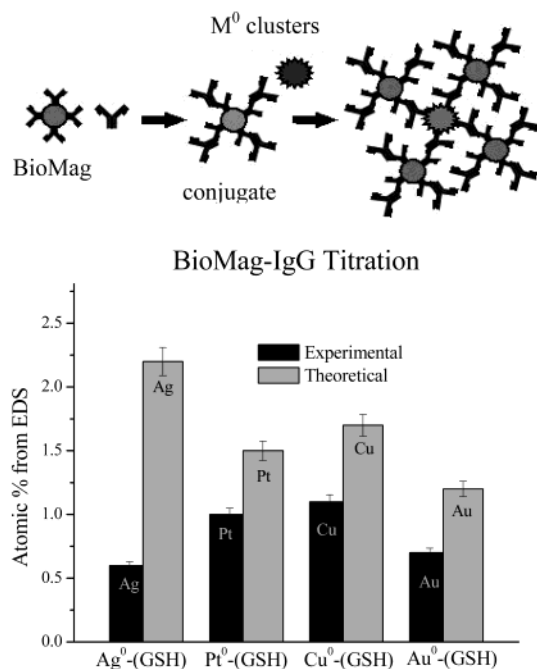 M⁰ clusters
BioMag
conjugate
BioMag-IgG Titration
Experimental
Theoretical
Atomic % from EDS
2.5
2.0
1.5
1.0
0.5
0.0
Ag
Ag
Pt
Pt
Cu
Cu
Au
Au
Ag⁰-(GSH) Pt⁰-(GSH) Cu⁰-(GSH) Au⁰-(GSH)